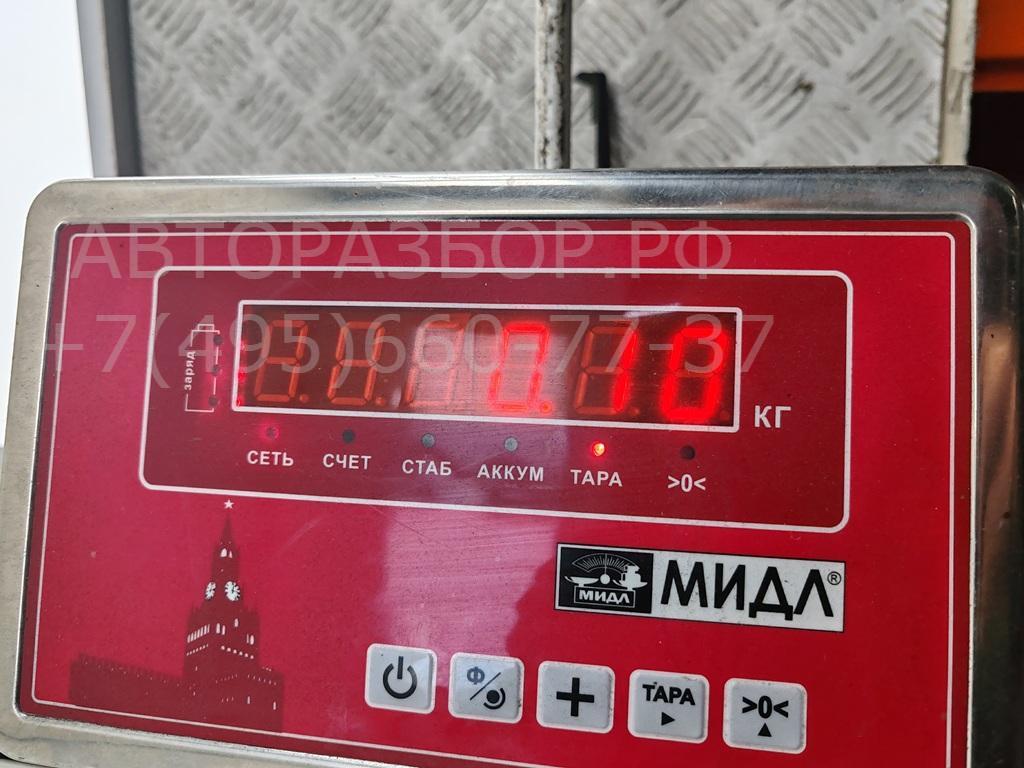 АВТОРАЗБОР.РФ
+7(495)660-77-37
заряд
0.16
КГ
СЕТЬ СЧЕТ СТАБ АККУМ ТАРА >0<
МИДЛ МИДЛ®
Ф
+
ТАРА
>0<